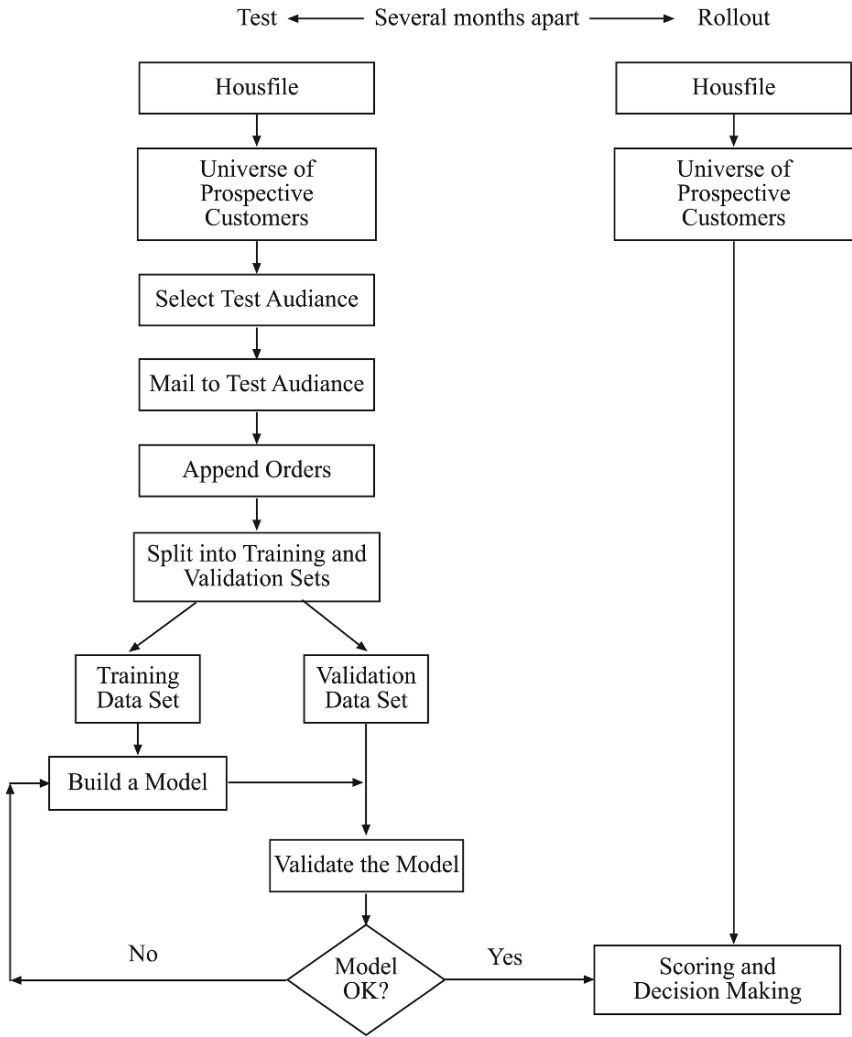 Test Several months apart Rollout
Housfile
Universe of
Prospective
Customers
Select Test Audiance
Mail to Test Audiance
Append Orders
Split into Training and
Validation Sets
Training
Data Set
Validation
Data Set
Build a Model
Validate the Model
Model
OK?
No
Yes
Housfile
Universe of
Prospective
Customers
Scoring and
Decision Making